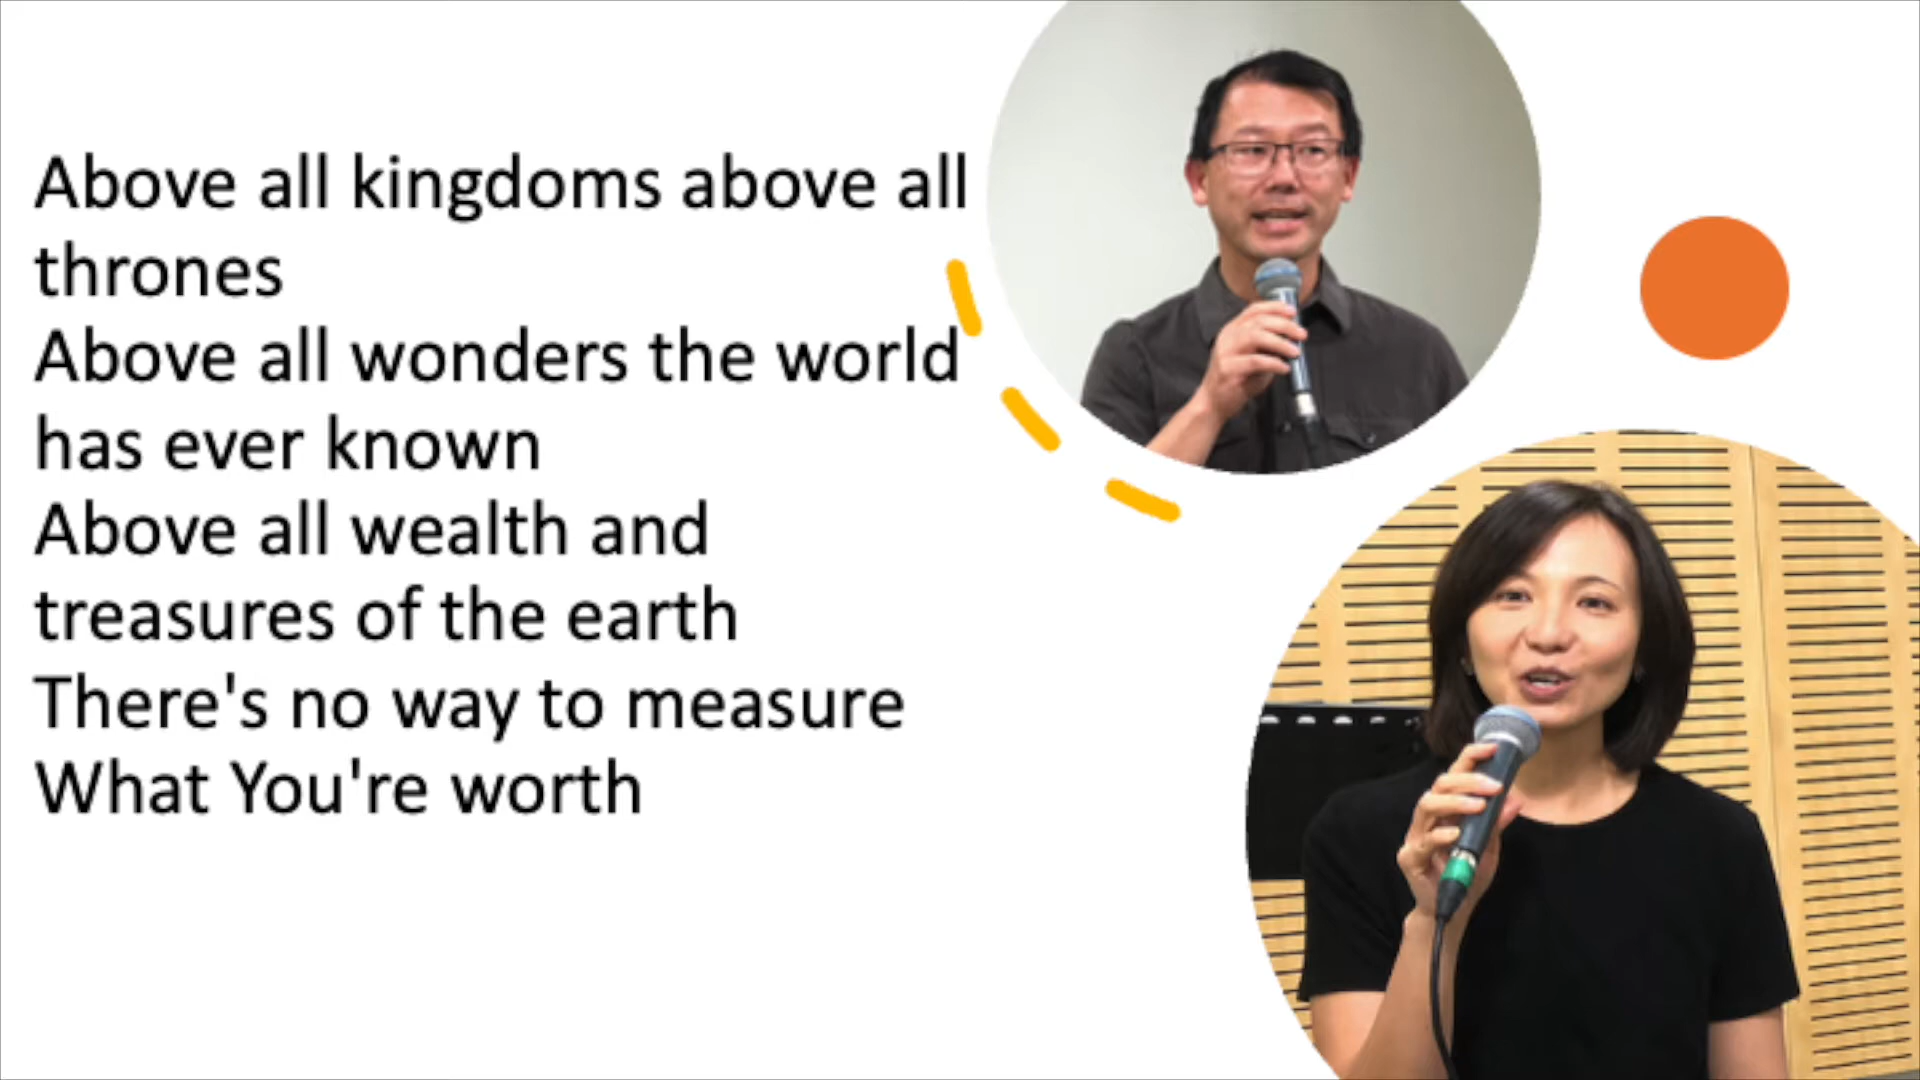 Above all kingdoms above all
thrones
Above all wonders the world
has ever known
Above all wealth and
treasures of the earth
There's no way to measure
What You're worth